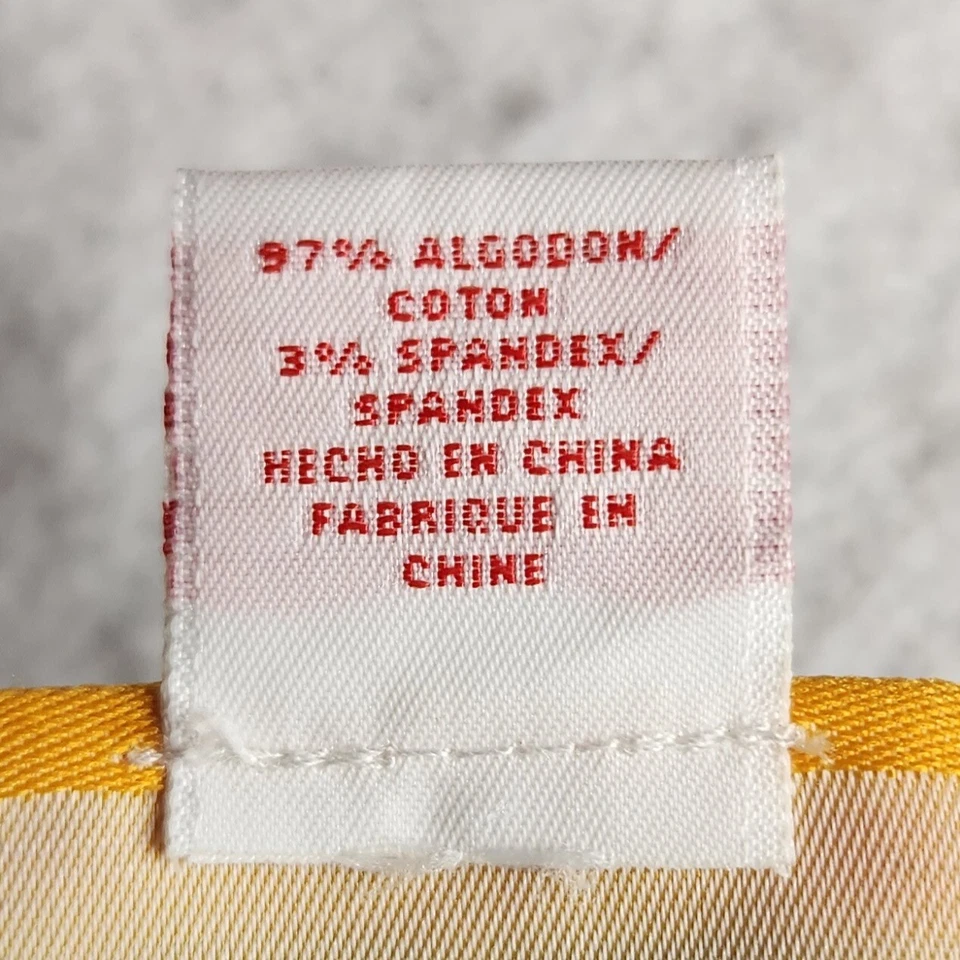 97% ALGODON/
COTON
3% SPANDEX/
SPANDEX
HECHO EN CHINA
FABRIQUE EN
CHINE